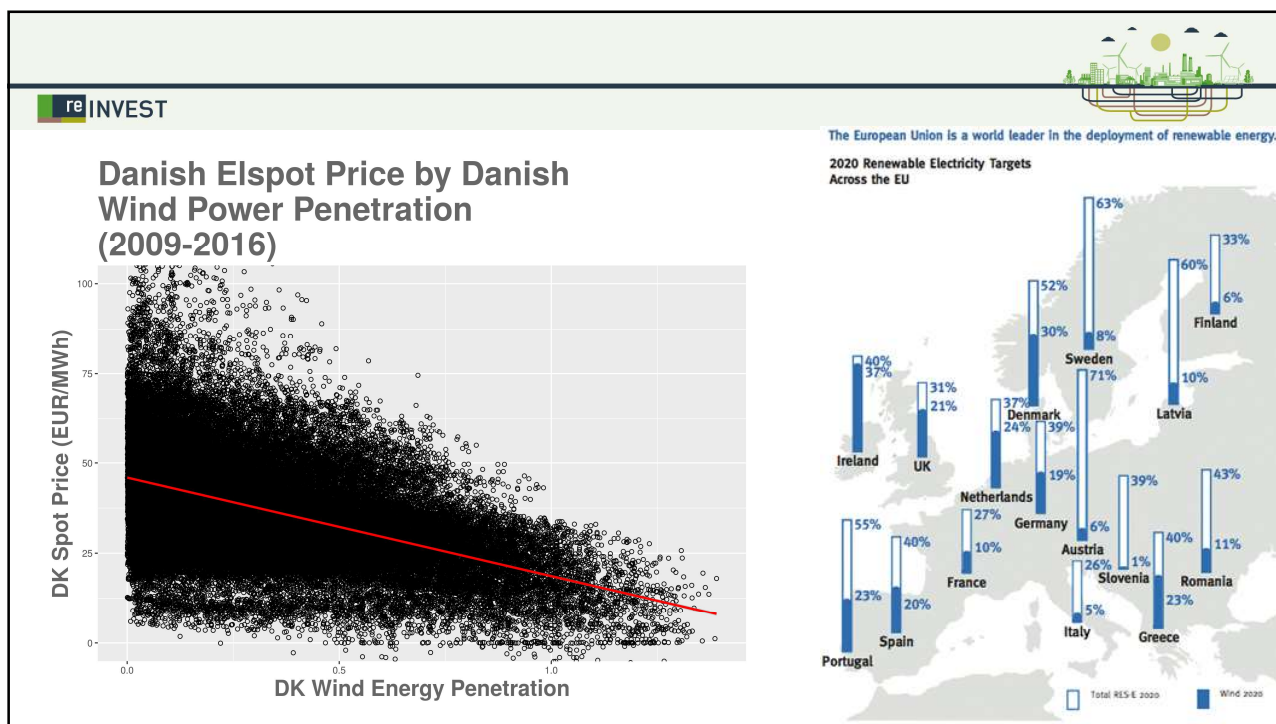 re INVEST
Danish Elspot Price by Danish
Wind Power Penetration
(2009-2016)
DK Spot Price (EUR/MWh)
100
75
50
25
0
0.0
0.5
1.0
DK Wind Energy Penetration
The European Union is a world leader in the deployment of renewable energy.
2020 Renewable Electricity Targets
Across the EU
63%
8%
Sweden
33%
6%
Finland
60%
10%
Latvia
52%
30%
Denmark
40%
37%
Ireland
31%
21%
UK
37%
24%
Netherlands
39%
19%
Germany
71%
6%
Austria
39%
1%
Slovenia
43%
11%
Romania
27%
10%
France
55%
23%
Portugal
40%
20%
Spain
26%
5%
Italy
40%
23%
Greece
Total RES-E 2020
Wind 2020